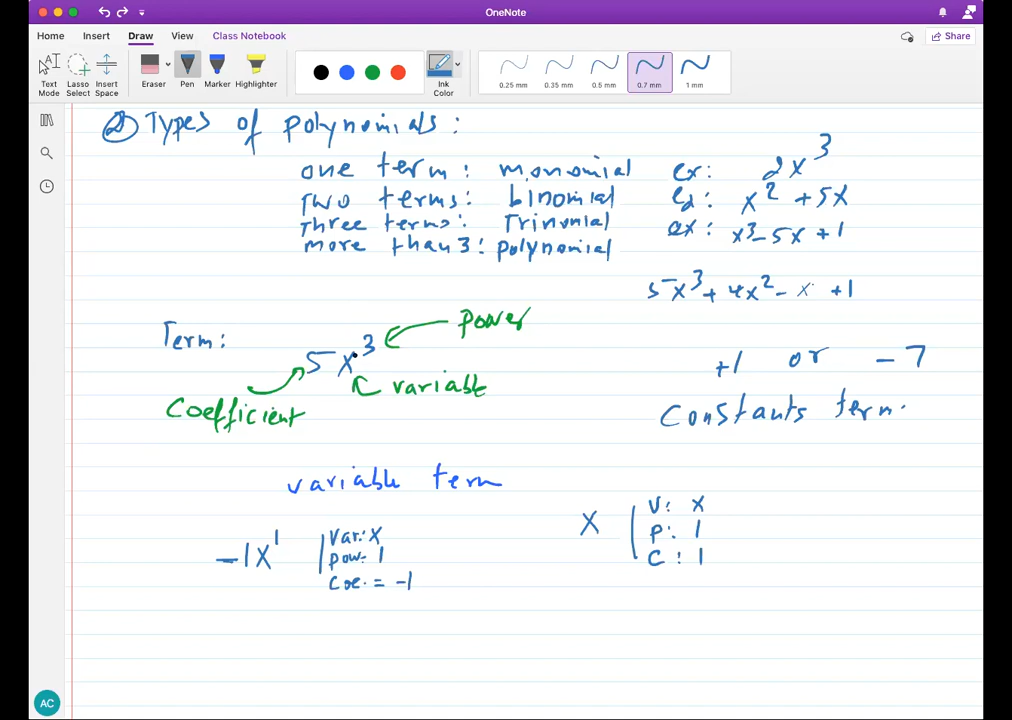 OneNote
Home Insert Draw View Class Notebook
Share
Text Mode
Lasso Select
Insert Space
Eraser
Pen
Marker
Highlighter
Ink Color
0.25 mm
0.35 mm
0.5 mm
0.7 mm
1 mm
② Types of polynomials :
one term : monomial ex: 2x³
Two terms : binomial ex: x² +5x
Three terms : Trinomial ex: x³-5x +1
more than 3 : polynomial
5x³ + 4x² - x +1
Term:
5x³
power
variable
Coefficient
+1 or -7
Constants term.
variable term
-1x¹
Var: x
pow: 1
coe. = -1
X
V: x
P: 1
C: 1
AC